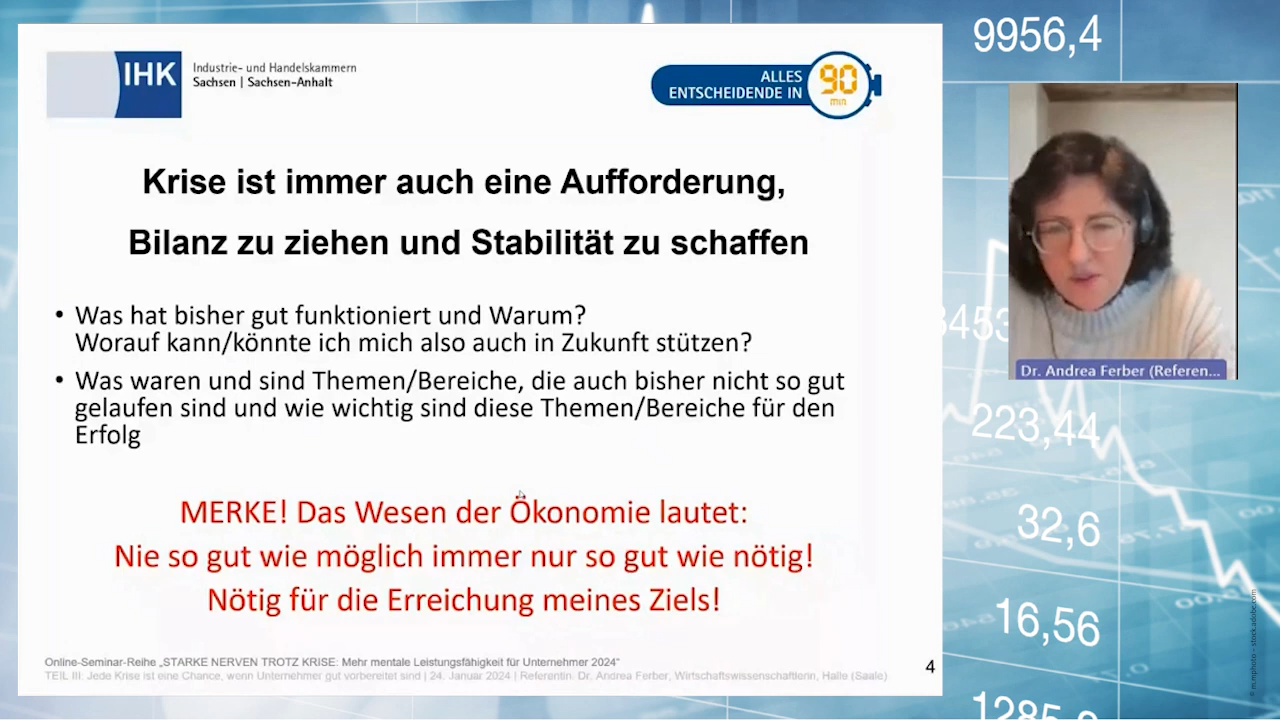 IHK
Industrie- und Handelskammern
Sachsen | Sachsen-Anhalt
ALLES
ENTSCHEIDENDE IN
90
min
Krise ist immer auch eine Aufforderung,
Bilanz zu ziehen und Stabilität zu schaffen
• Was hat bisher gut funktioniert und Warum?
Worauf kann/könnte ich mich also auch in Zukunft stützen?
• Was waren und sind Themen/Bereiche, die auch bisher nicht so gut
gelaufen sind und wie wichtig sind diese Themen/Bereiche für den
Erfolg
MERKE! Das Wesen der Ökonomie lautet:
Nie so gut wie möglich immer nur so gut wie nötig!
Nötig für die Erreichung meines Ziels!
Online-Seminar-Reihe „STARKE NERVEN TROTZ KRISE: Mehr mentale Leistungsfähigkeit für Unternehmer 2024“
TEIL III: Jede Krise ist eine Chance, wenn Unternehmer gut vorbereitet sind | 24. Januar 2024 | Referentin: Dr. Andrea Ferber, Wirtschaftswissenschaftlerin, Halle (Saale)
4
9956,4
Dr. Andrea Ferber (Referen...
223,44
32,6
16,56